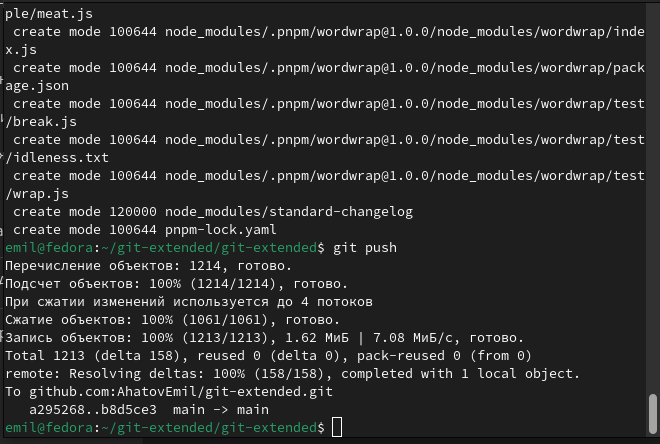 ple/meat.js
 create mode 100644 node_modules/.pnpm/wordwrap@1.0.0/node_modules/wordwrap/inde
x.js
 create mode 100644 node_modules/.pnpm/wordwrap@1.0.0/node_modules/wordwrap/pack
age.json
 create mode 100644 node_modules/.pnpm/wordwrap@1.0.0/node_modules/wordwrap/test
/break.js
 create mode 100644 node_modules/.pnpm/wordwrap@1.0.0/node_modules/wordwrap/test
/idleness.txt
 create mode 100644 node_modules/.pnpm/wordwrap@1.0.0/node_modules/wordwrap/test
/wrap.js
 create mode 120000 node_modules/standard-changelog
 create mode 100644 pnpm-lock.yaml
emil@fedora:~/git-extended/git-extended$ git push
Перечисление объектов: 1214, готово.
Подсчет объектов: 100% (1214/1214), готово.
При сжатии изменений используется до 4 потоков
Сжатие объектов: 100% (1061/1061), готово.
Запись объектов: 100% (1213/1213), 1.62 МиБ | 7.08 МиБ/с, готово.
Total 1213 (delta 158), reused 0 (delta 0), pack-reused 0 (from 0)
remote: Resolving deltas: 100% (158/158), completed with 1 local object.
To github.com:AhatovEmil/git-extended.git
   a295268..b8d5ce3  main -> main
emil@fedora:~/git-extended/git-extended$